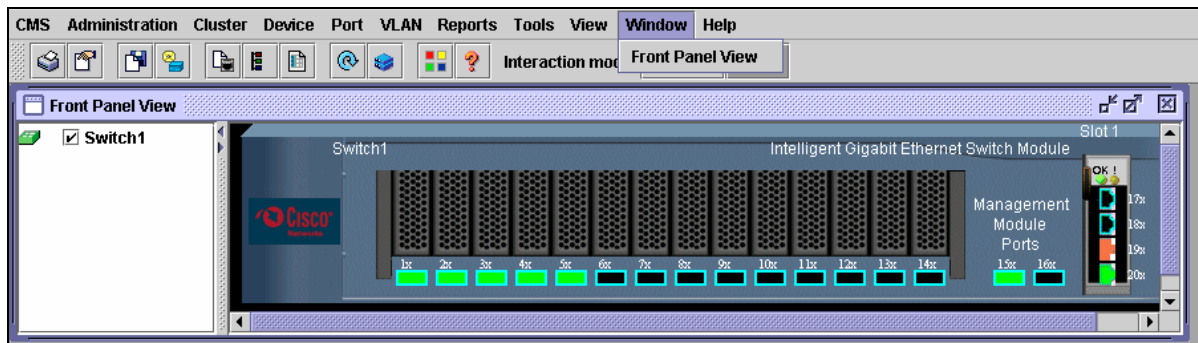 CMS Administration Cluster Device Port VLAN Reports Tools View Window Help
Interaction mod
Front Panel View
Front Panel View
Switch1
Slot 1
Switch1
Intelligent Gigabit Ethernet Switch Module
OK !
CISCO
Management
Module
Ports
1x 2x 3x 4x 5x 6x 7x 8x 9x 10x 11x 12x 13x 14x
15x 16x
17x
18x
19x
20x